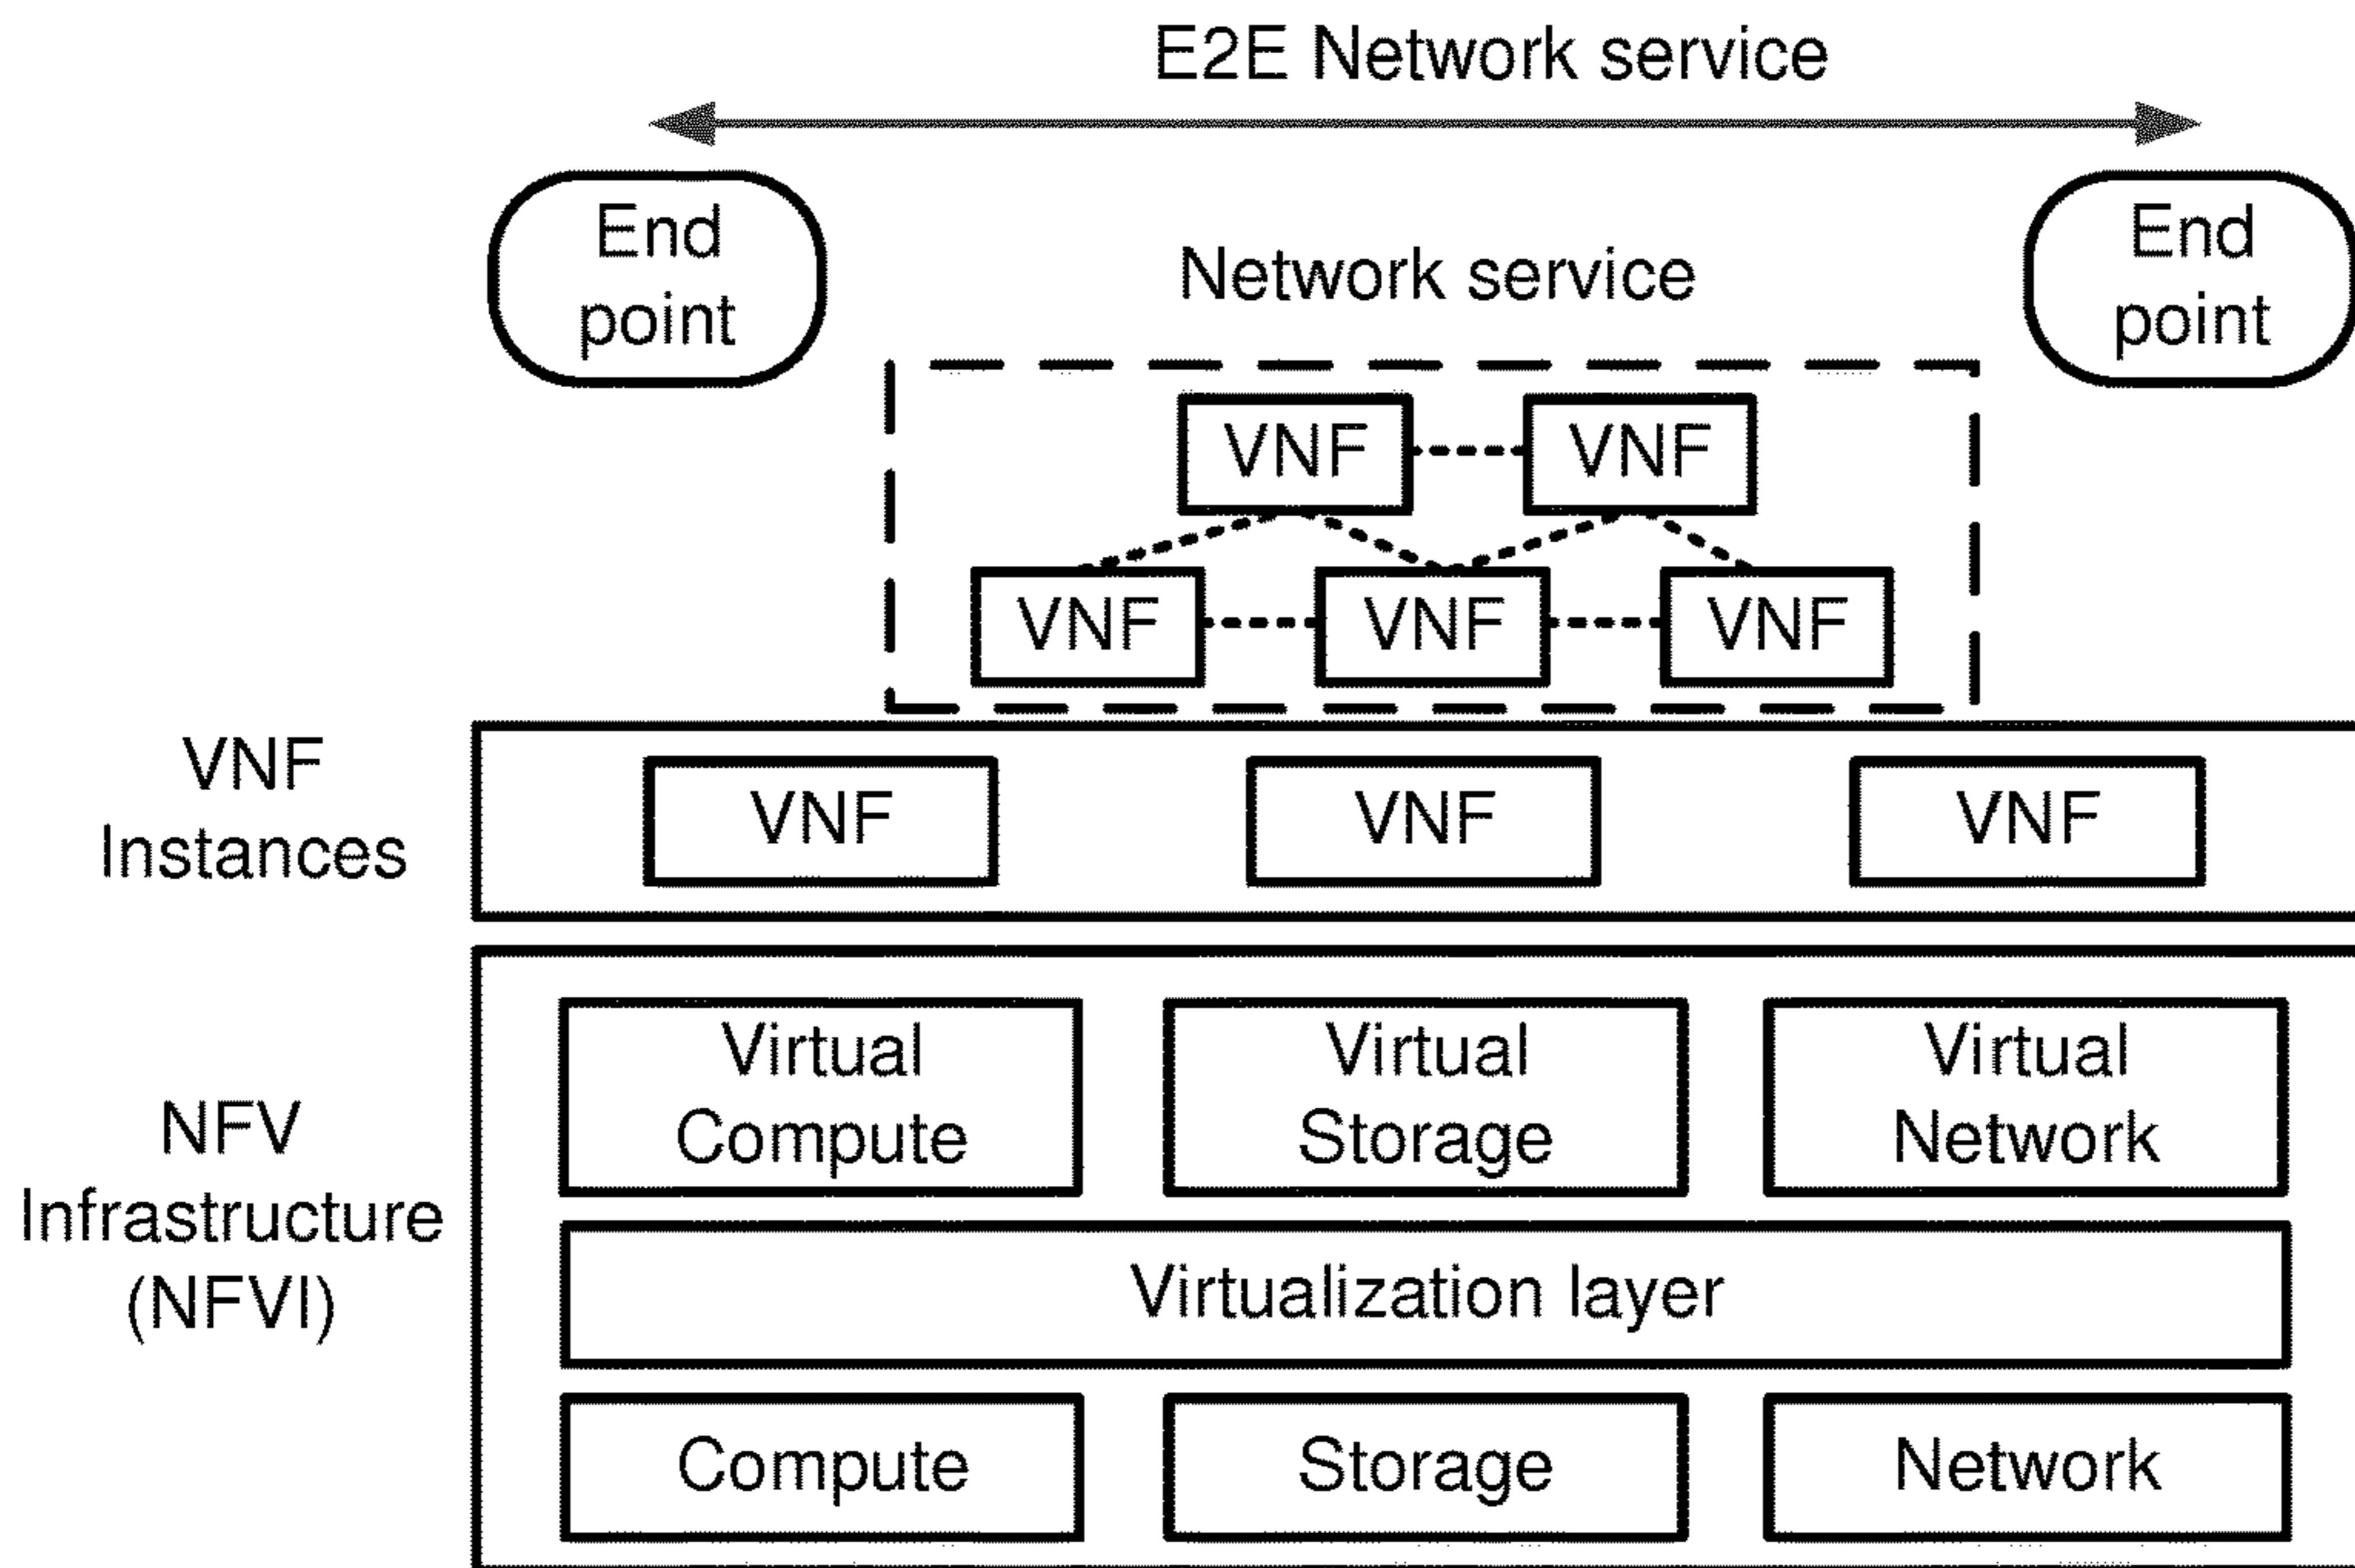 E2E Network service
End
point
End
point
Network service
VNF
VNF
VNF
VNF
VNF
VNF
Instances
VNF
VNF
VNF
NFV
Infrastructure
(NFVI)
Virtual
Compute
Virtual
Storage
Virtual
Network
Virtualization layer
Compute
Storage
Network